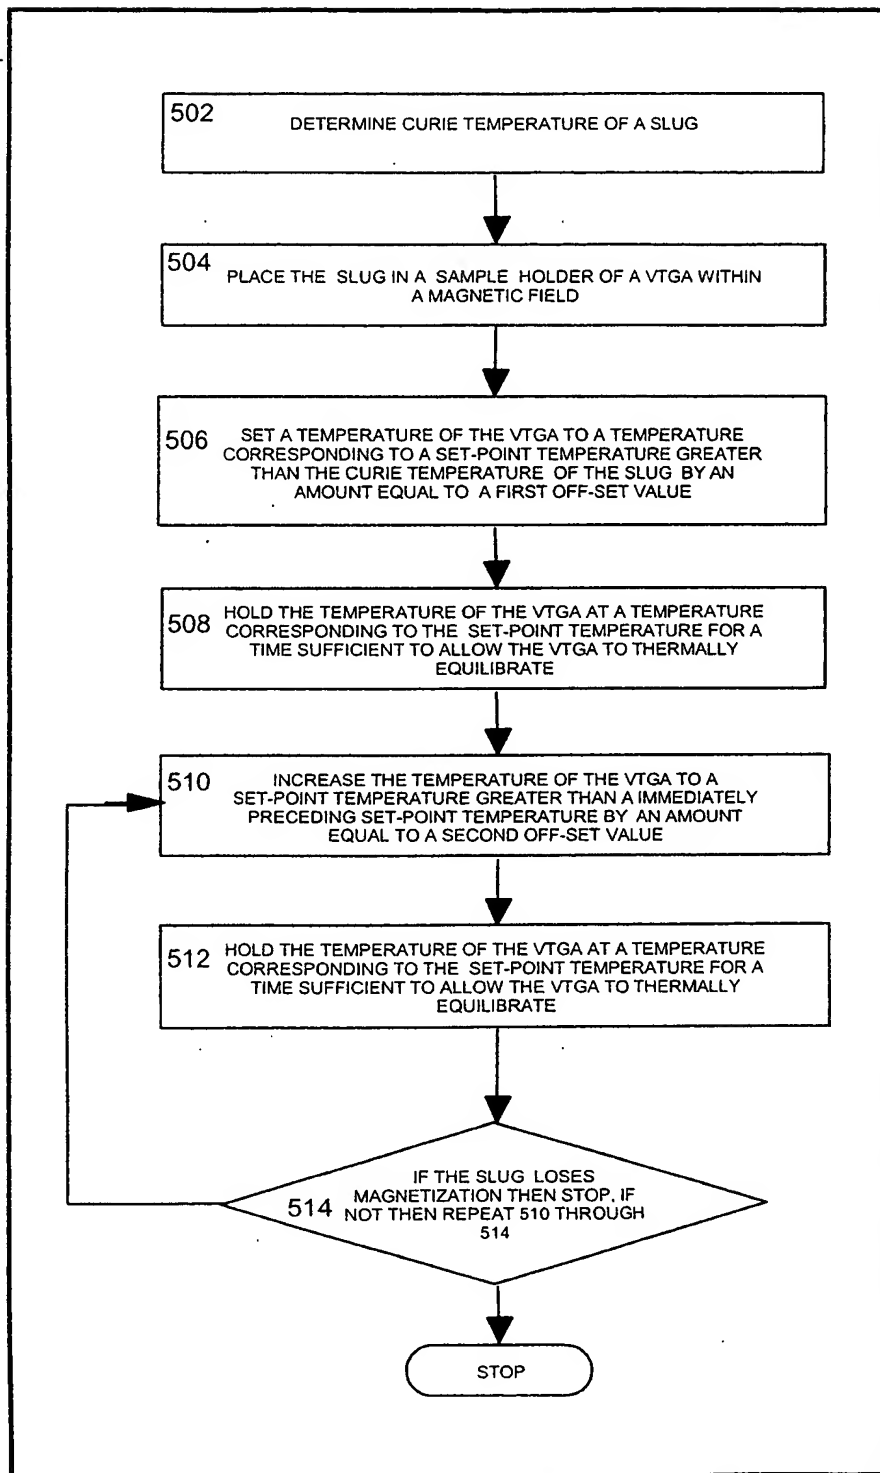 502
DETERMINE CURIE TEMPERATURE OF A SLUG
504
PLACE THE SLUG IN A SAMPLE HOLDER OF A VTGA WITHIN
A MAGNETIC FIELD
506
SET A TEMPERATURE OF THE VTGA TO A TEMPERATURE
CORRESPONDING TO A SET-POINT TEMPERATURE GREATER
THAN THE CURIE TEMPERATURE OF THE SLUG BY AN
AMOUNT EQUAL TO A FIRST OFF-SET VALUE
508
HOLD THE TEMPERATURE OF THE VTGA AT A TEMPERATURE
CORRESPONDING TO THE SET-POINT TEMPERATURE FOR A
TIME SUFFICIENT TO ALLOW THE VTGA TO THERMALLY
EQUILIBRATE
510
INCREASE THE TEMPERATURE OF THE VTGA TO A
SET-POINT TEMPERATURE GREATER THAN A IMMEDIATELY
PRECEDING SET-POINT TEMPERATURE BY AN AMOUNT
EQUAL TO A SECOND OFF-SET VALUE
512
HOLD THE TEMPERATURE OF THE VTGA AT A TEMPERATURE
CORRESPONDING TO THE SET-POINT TEMPERATURE FOR A
TIME SUFFICIENT TO ALLOW THE VTGA TO THERMALLY
EQUILIBRATE
514
IF THE SLUG LOSES
MAGNETIZATION THEN STOP, IF
NOT THEN REPEAT 510 THROUGH
514
STOP